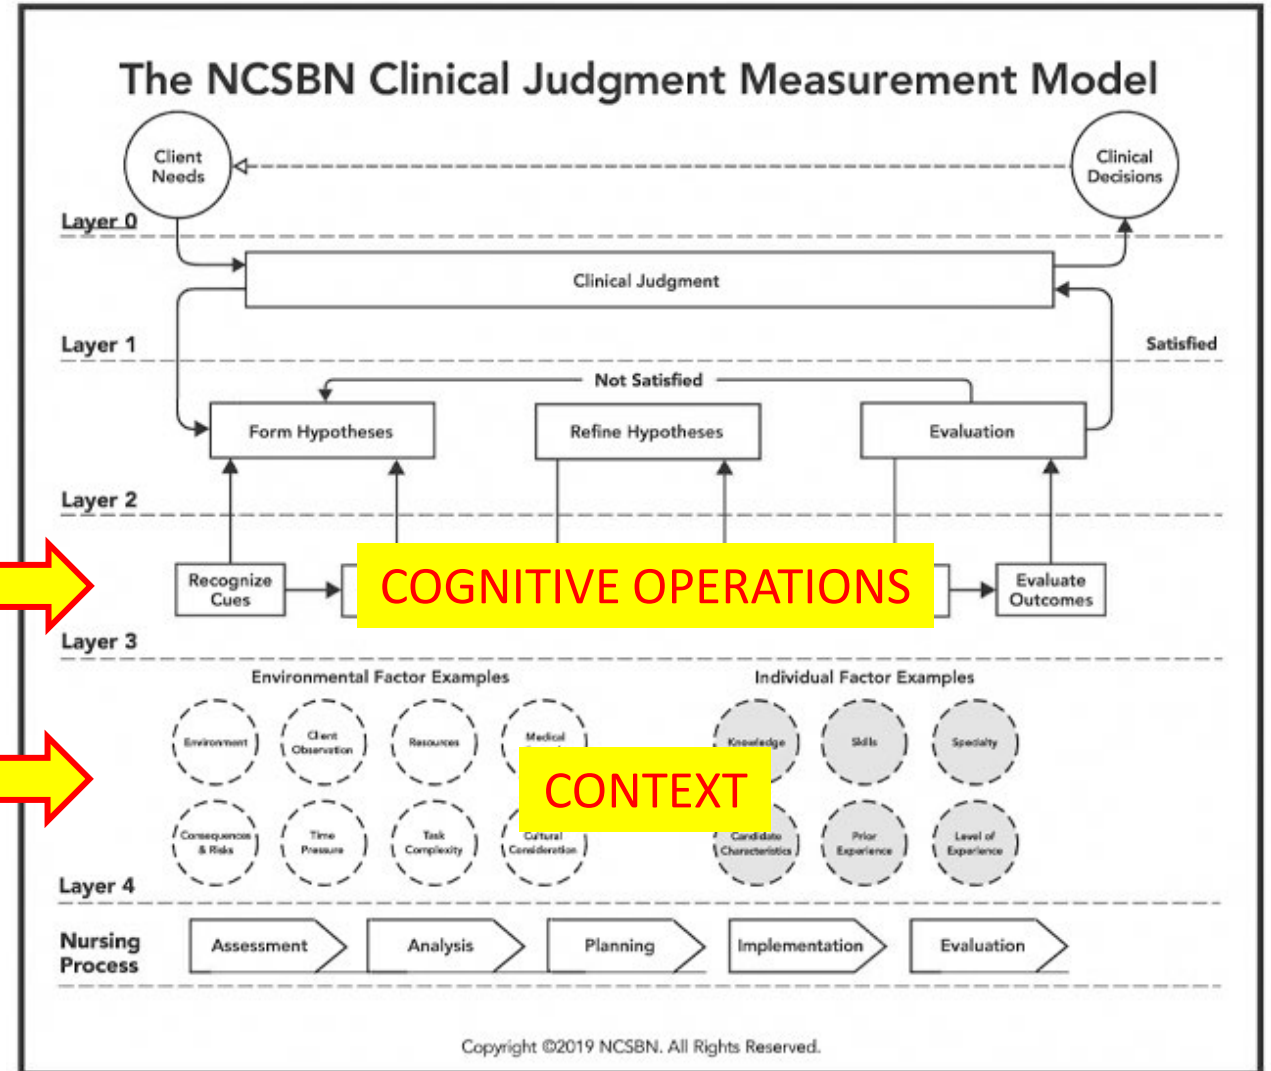 The NCSBN Clinical Judgment Measurement Model
Client
Needs
Clinical
Decisions
Layer 0
Clinical Judgment
Layer 1
Satisfied
Not Satisfied
Form Hypotheses
Refine Hypotheses
Evaluation
Layer 2
Recognize
Cues
COGNITIVE OPERATIONS
Evaluate
Outcomes
Layer 3
Environmental Factor Examples
Individual Factor Examples
Environment
Client
Observation
Resources
Medical
Knowledge
Skills
Specialty
CONTEXT
Consequences
& Risks
Time
Pressure
Task
Complexity
Cultural
Consideration
Candidate
Characteristics
Prior
Experience
Level of
Experience
Layer 4
Nursing
Process
Assessment
Analysis
Planning
Implementation
Evaluation
Copyright ©2019 NCSBN. All Rights Reserved.